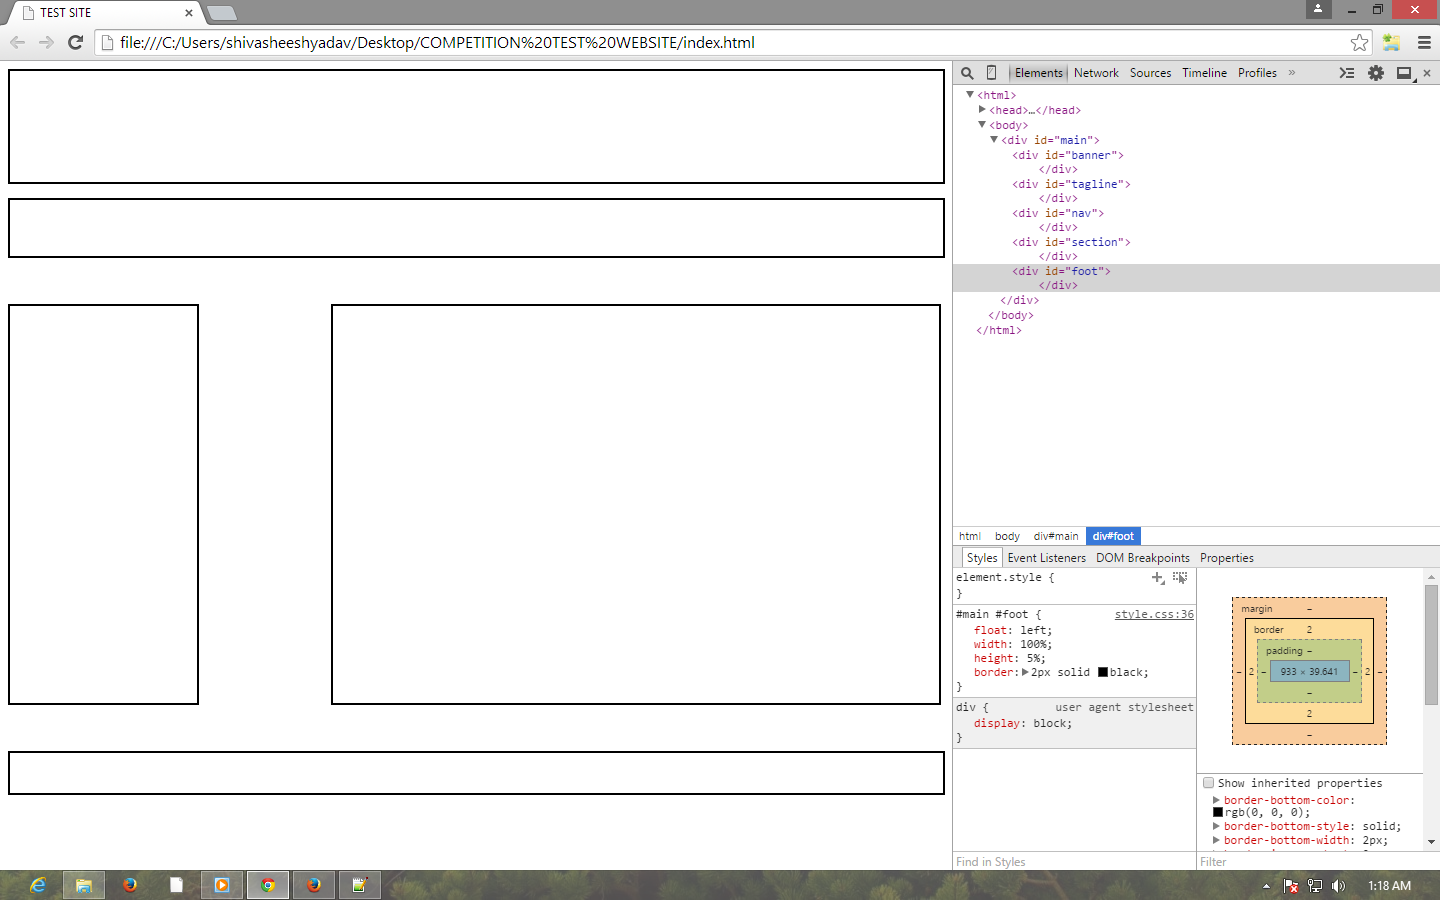 TEST SITE
file:///C:/Users/shivasheeshyadav/Desktop/COMPETITION%20TEST%20WEBSITE/index.html
Elements Network Sources Timeline Profiles »
<html>
<head>…</head>
<body>
<div id="main">
<div id="banner">
</div>
<div id="tagline">
</div>
<div id="nav">
</div>
<div id="section">
</div>
<div id="foot">
</div>
</div>
</body>
</html>
html body div#main div#foot
Styles Event Listeners DOM Breakpoints Properties
element.style {
}
#main #foot { style.css:36
float: left;
width: 100%;
height: 5%;
border: 2px solid black;
}
div { user agent stylesheet
display: block;
}
margin –
border 2
padding –
– 2 – 933 × 39.641 – 2 –
–
2
–
Show inherited properties
border-bottom-color:
rgb(0, 0, 0);
border-bottom-style: solid;
border-bottom-width: 2px;
Find in Styles
Filter
1:18 AM